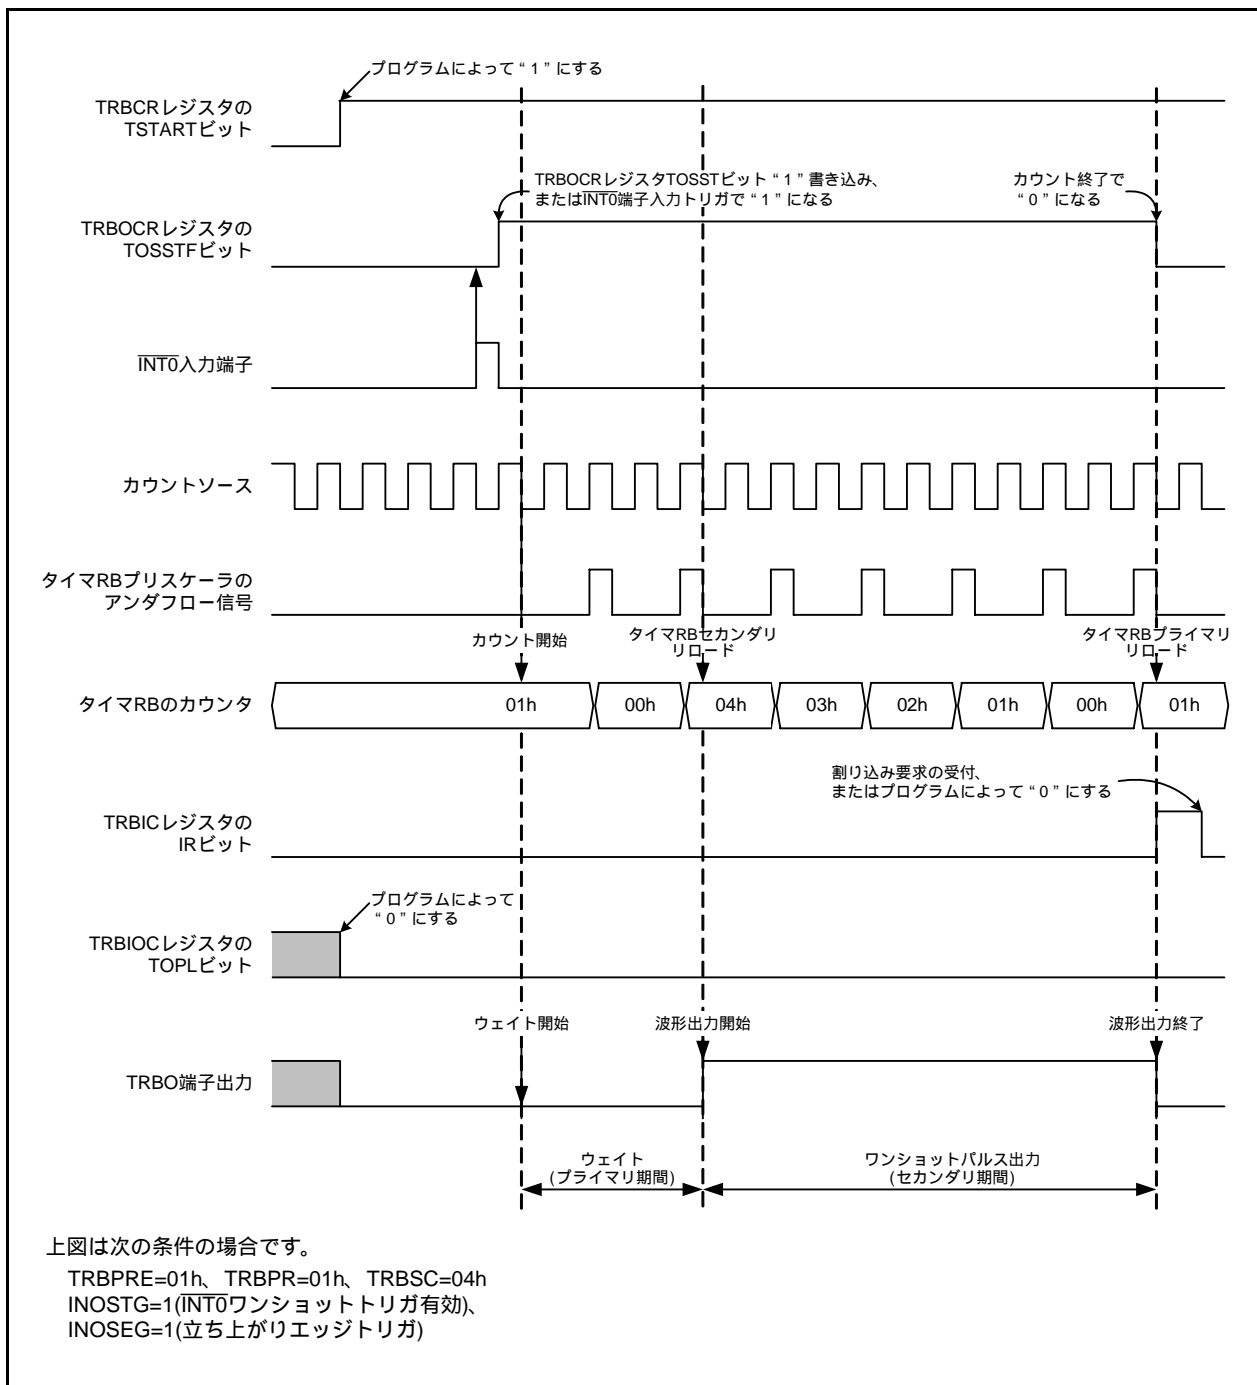 プログラムによって“1”にする
TRBCRレジスタの
TSTARTビット
TRBOCRレジスタTOSSTビット“1”書き込み、
またはINT0端子入力トリガで“1”になる
カウント終了で
“0”になる
TRBOCRレジスタの
TOSSTFビット
INT0入力端子
カウントソース
タイマRBプリスケーラの
アンダフロー信号
カウント開始
タイマRBセカンダリ
リロード
タイマRBプライマリ
リロード
タイマRBのカウンタ
01h 00h 04h 03h 02h 01h 00h 01h
割り込み要求の受付、
またはプログラムによって“0”にする
TRBICレジスタの
IRビット
プログラムによって
“0”にする
TRBIOCレジスタの
TOPLビット
ウェイト開始
波形出力開始
波形出力終了
TRBO端子出力
ウェイト
(プライマリ期間)
ワンショットパルス出力
(セカンダリ期間)
上図は次の条件の場合です。
TRBPRE=01h、TRBPR=01h、TRBSC=04h
INOSTG=1(INT0ワンショットトリガ有効)、
INOSEG=1(立ち上がりエッジトリガ)